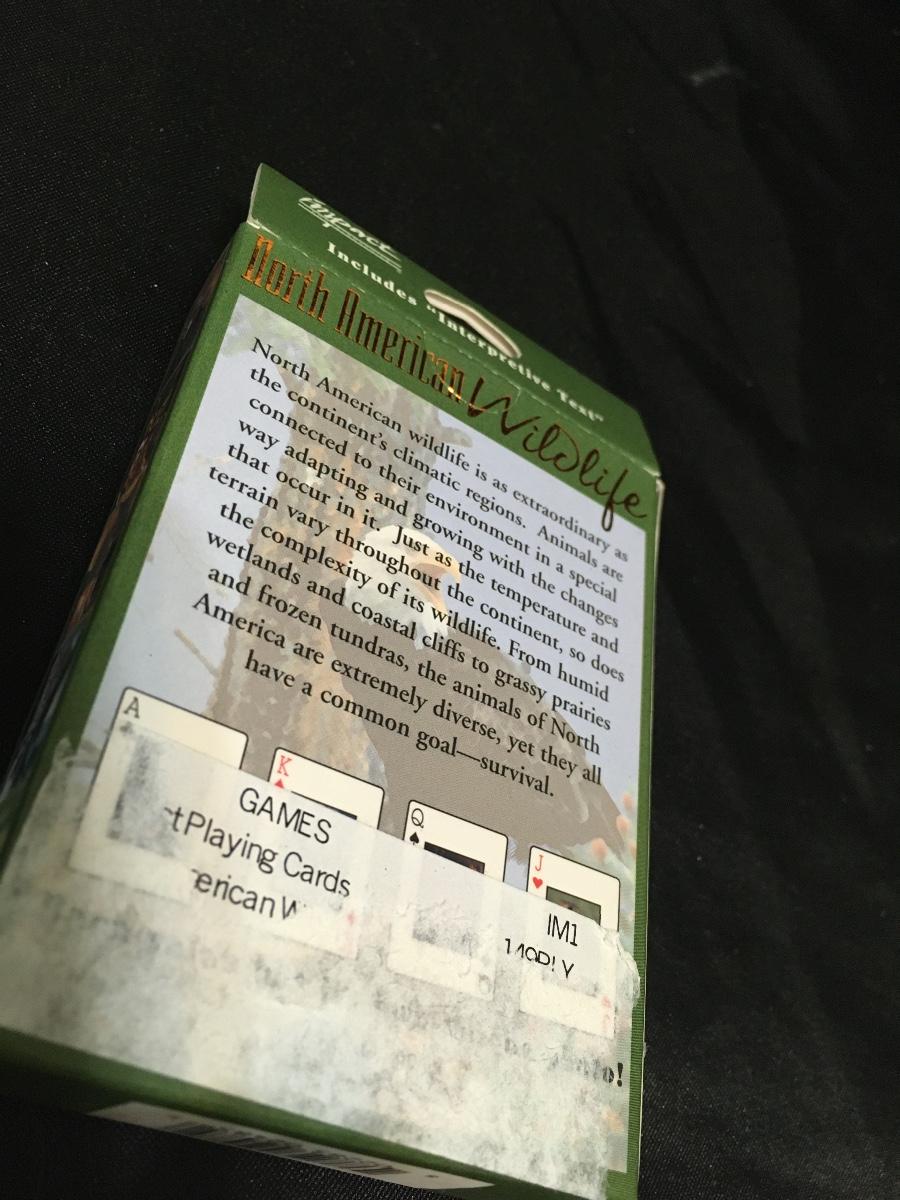 impact
Includes "Interpretive Text"
North American Wildlife
North American wildlife is as extraordinary as
the continent's climatic regions. Animals are
connected to their environment in a special
way adapting and growing with the changes
that occur in it. Just as the temperature and
terrain vary throughout the continent, so does
the complexity of its wildlife. From humid
wetlands and coastal cliffs to grassy prairies
and frozen tundras, the animals of North
America are extremely diverse, yet they all
have a common goal—survival.
A
K
Q
J
GAMES
tPlaying Cards
erican W
IM1